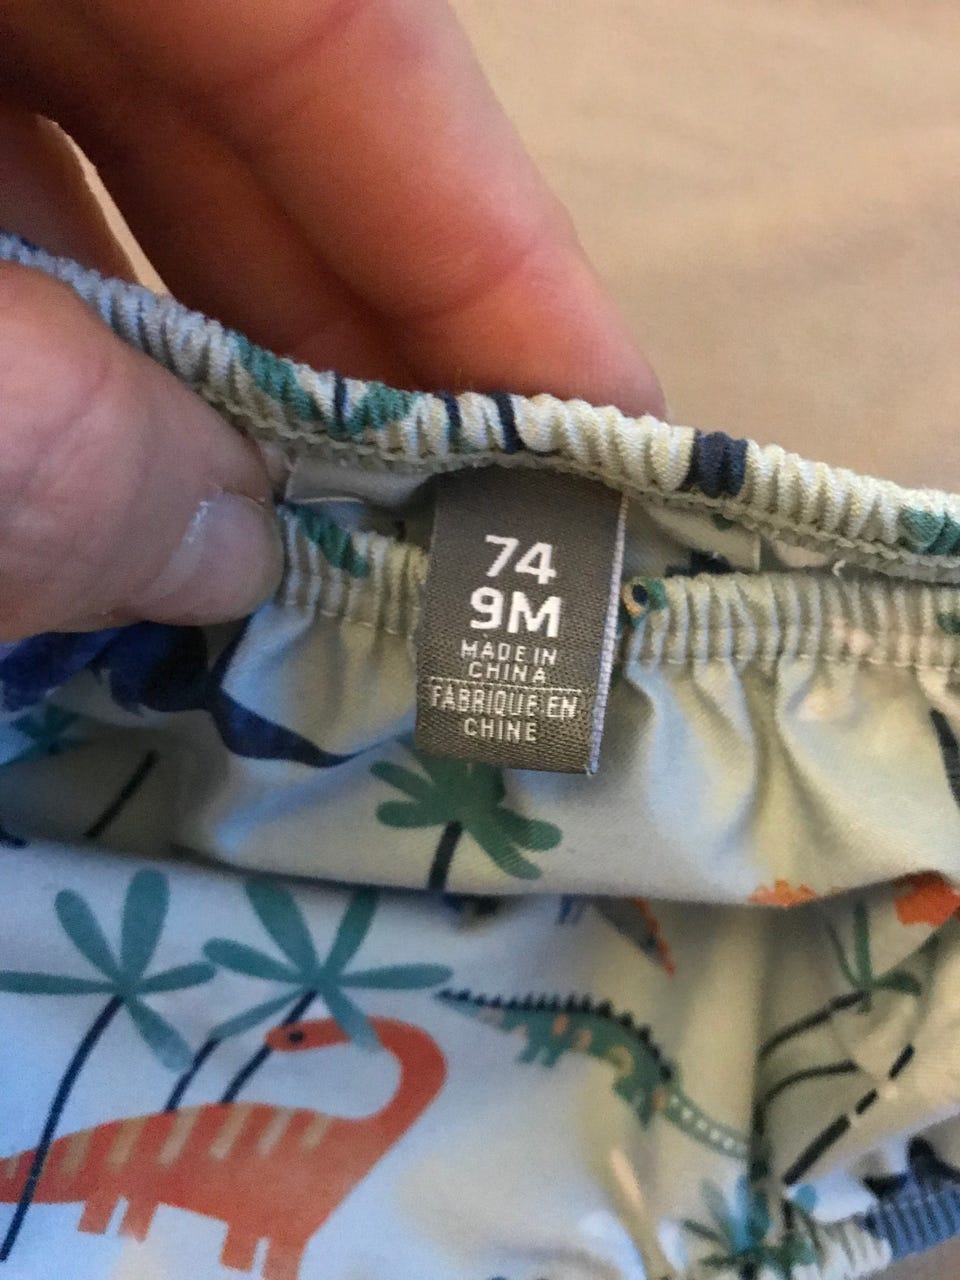 74
9M
MADE IN
CHINA
FABRIQUE EN
CHINE